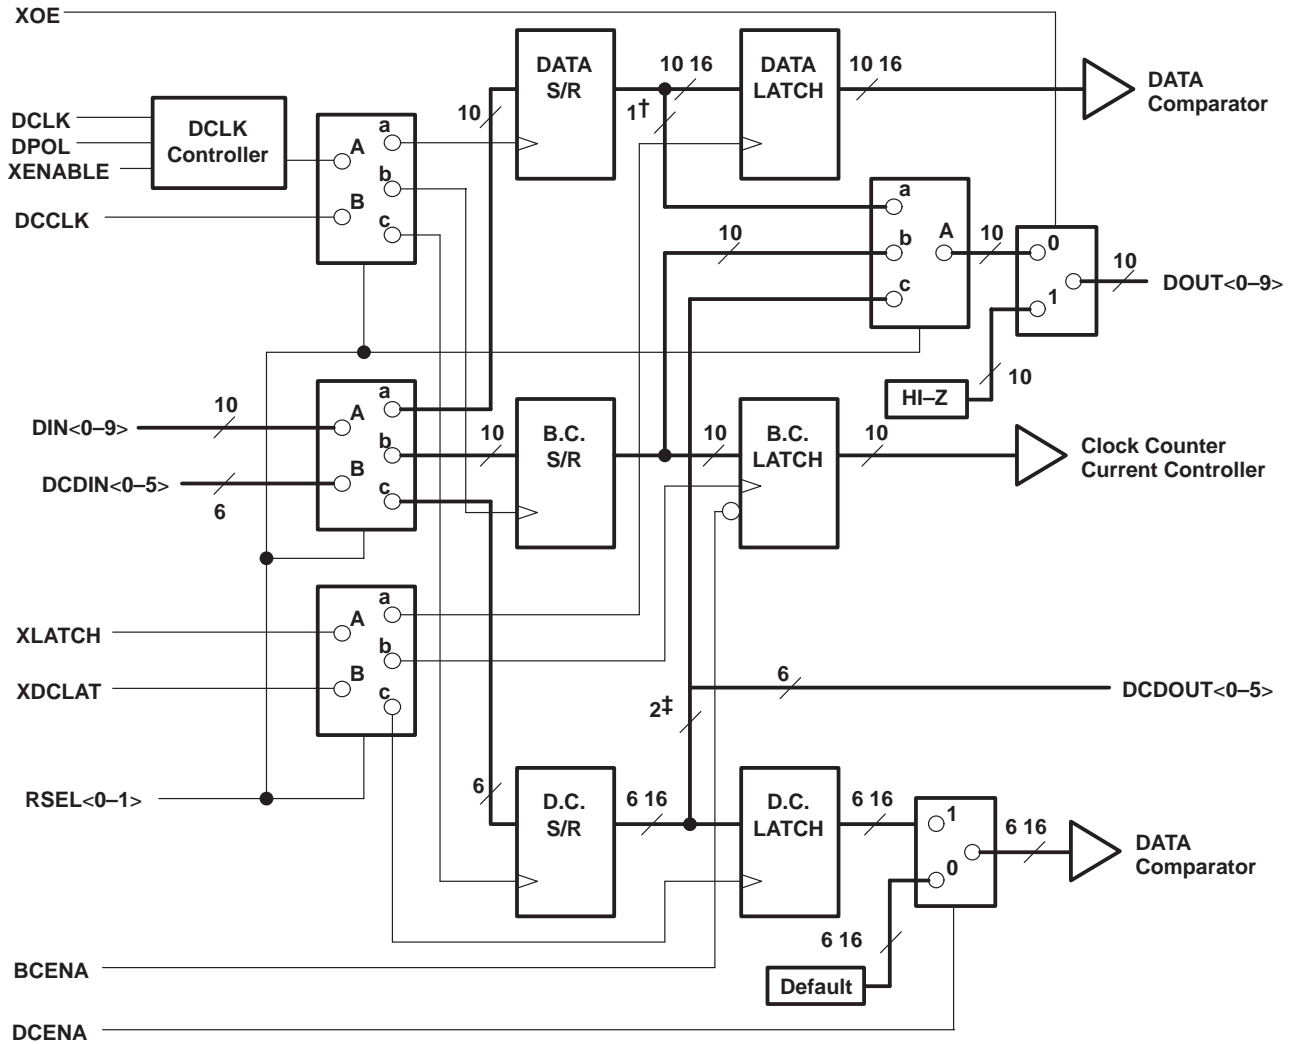 XOE
DATA
S/R
10 16
DATA
LATCH
10 16
DATA
Comparator
10
1†
DCLK
DPOL
XENABLE
DCLK
Controller
A
a
b
B
c
DCCLK
a
b
c
A
10
10
0
1
10
DOUT<0–9>
10
HI–Z
DIN<0–9>
10
DCDIN<0–5>
6
A
B
a
b
c
10
B.C.
S/R
10
B.C.
LATCH
10
Clock Counter
Current Controller
XLATCH
XDCLAT
A
B
a
b
c
6
DCDOUT<0–5>
2‡
RSEL<0–1>
6
D.C.
S/R
6 16
D.C.
LATCH
6 16
1
0
6 16
DATA
Comparator
6 16
Default
BCENA
DCENA